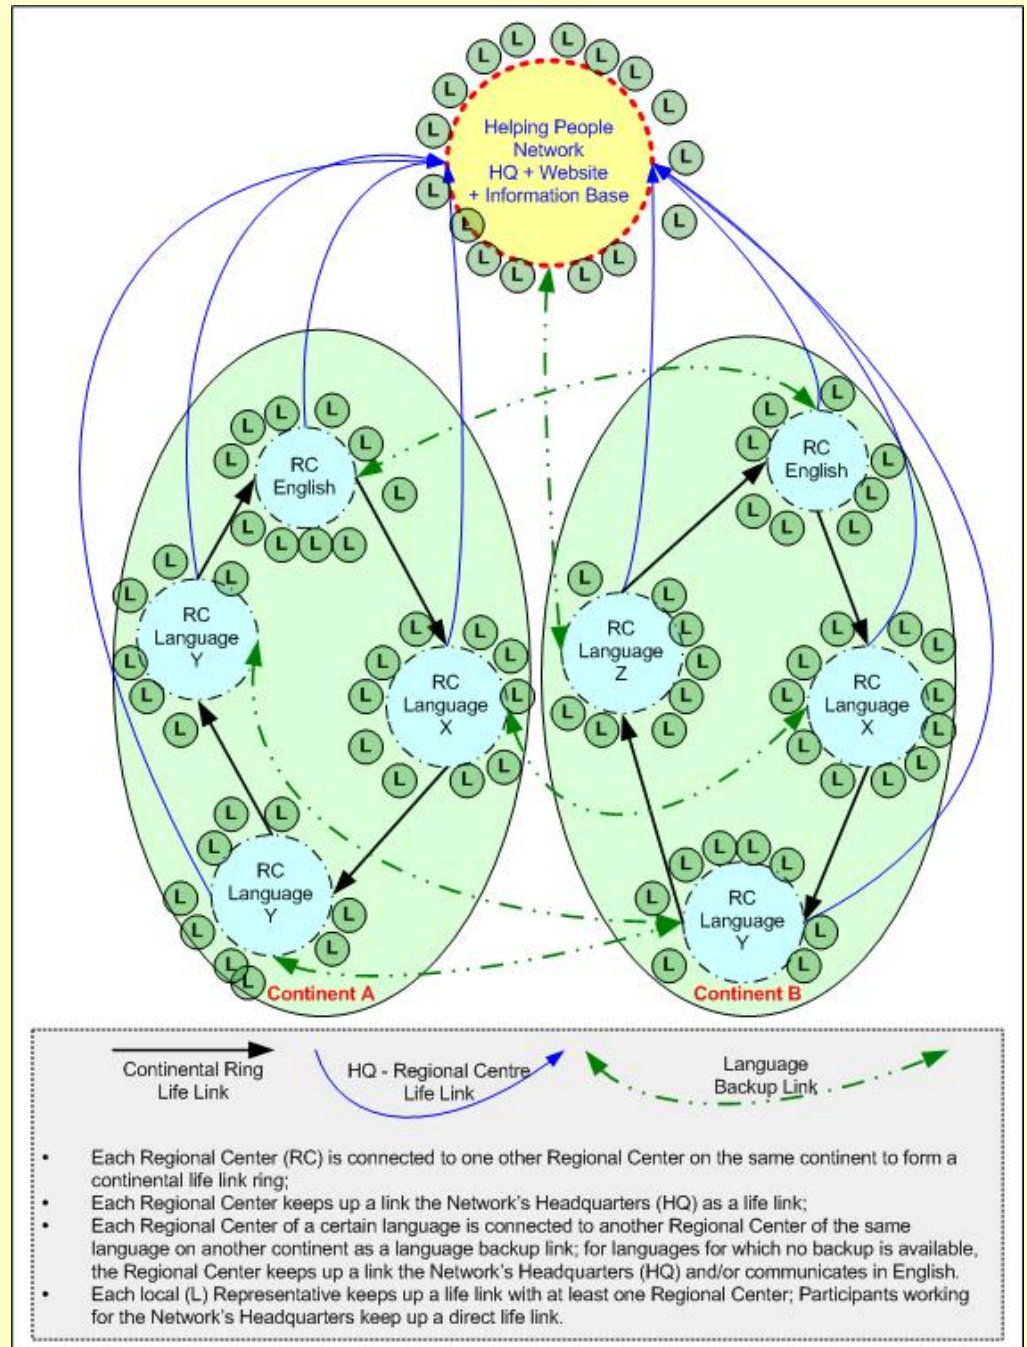 L L L L L L L L L L L L L L L L
Helping People
Network
HQ + Website
+ Information Base
L L L L L L L L L L
RC
English
L L L L L L
RC
Language
Y
L L L L L L L L L L
RC
Language
X
L L L L L L L L L
RC
Language
Y
Continent A
L L L L L L L L
RC
English
L L L L L L L L
RC
Language
Z
L L L L L L L L L L
RC
Language
X
L L L L L L L L
RC
Language
Y
Continent B
Continental Ring
Life Link
HQ - Regional Centre
Life Link
Language
Backup Link
• Each Regional Center (RC) is connected to one other Regional Center on the same continent to form a
continental life link ring;
• Each Regional Center keeps up a link the Network's Headquarters (HQ) as a life link;
• Each Regional Center of a certain language is connected to another Regional Center of the same
language on another continent as a language backup link; for languages for which no backup is available,
the Regional Center keeps up a link the Network's Headquarters (HQ) and/or communicates in English.
• Each local (L) Representative keeps up a life link with at least one Regional Center; Participants working
for the Network's Headquarters keep up a direct life link.